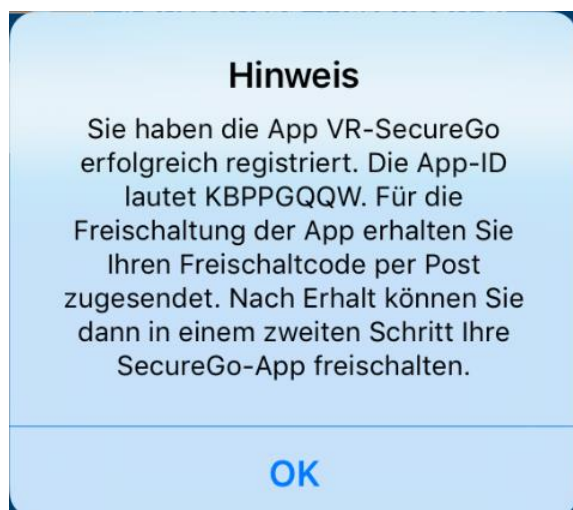 Hinweis
Sie haben die App VR-SecureGo
erfolgreich registriert. Die App-ID
lautet KBPPGQQW. Für die
Freischaltung der App erhalten Sie
Ihren Freischaltcode per Post
zugesendet. Nach Erhalt können Sie
dann in einem zweiten Schritt Ihre
SecureGo-App freischalten.
OK